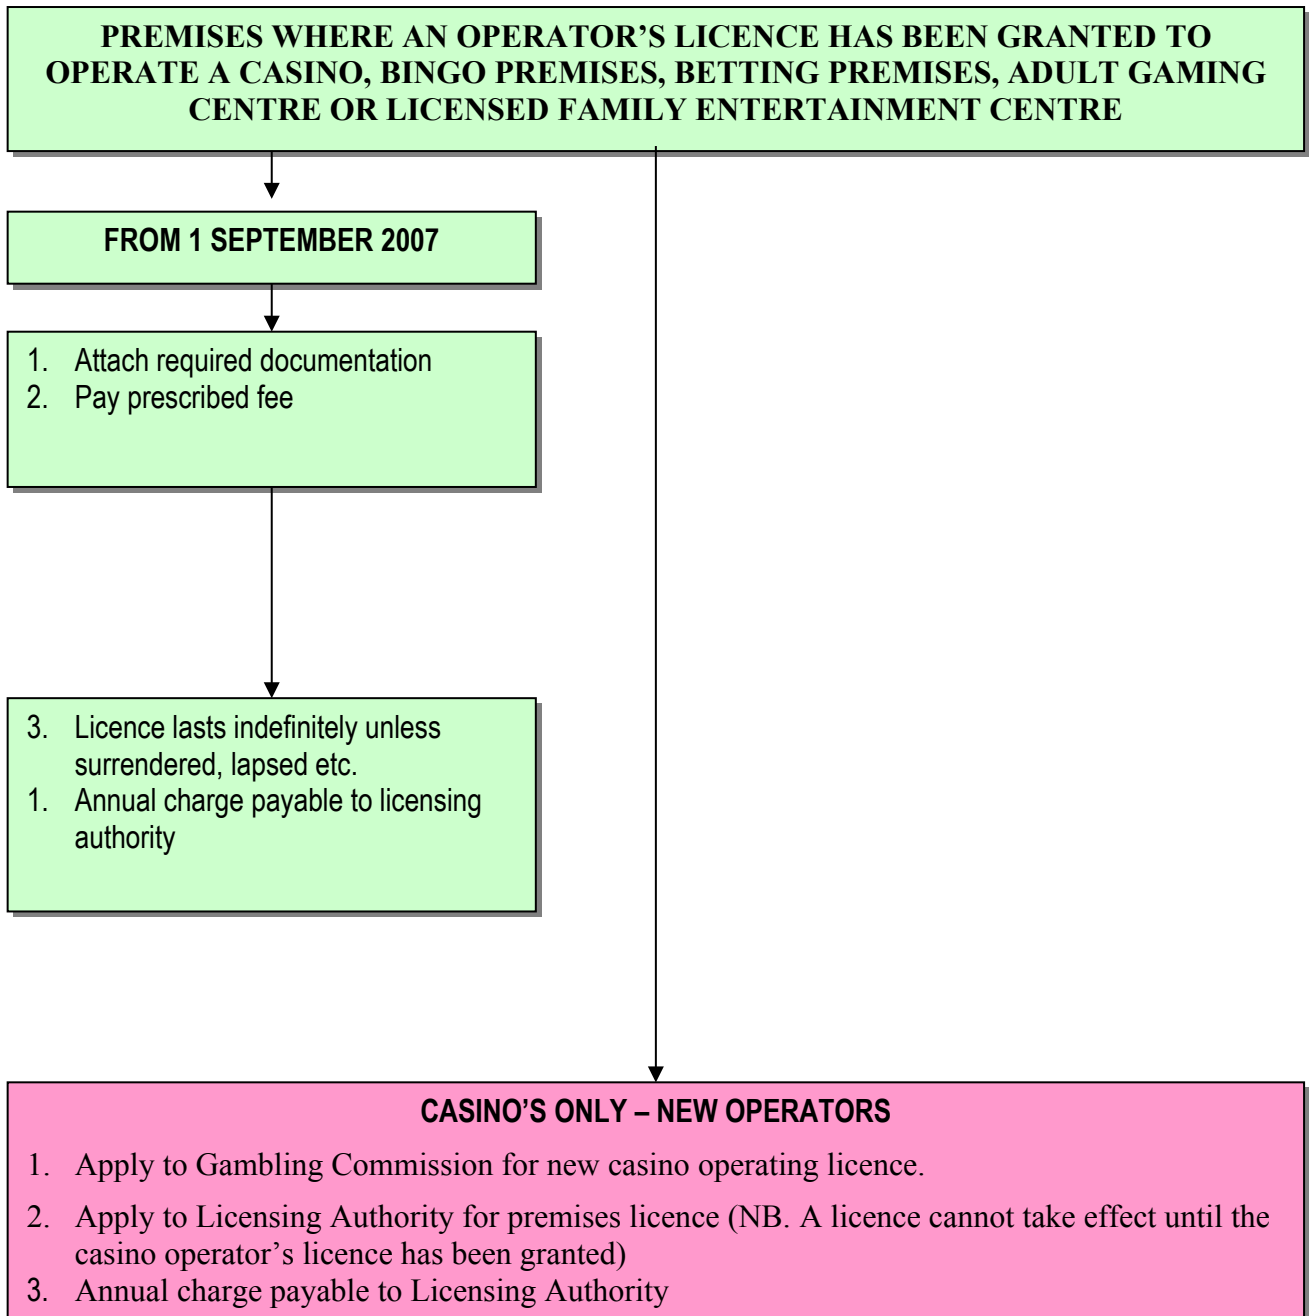 PREMISES WHERE AN OPERATOR’S LICENCE HAS BEEN GRANTED TO
OPERATE A CASINO, BINGO PREMISES, BETTING PREMISES, ADULT GAMING
CENTRE OR LICENSED FAMILY ENTERTAINMENT CENTRE
FROM 1 SEPTEMBER 2007
1. Attach required documentation
2. Pay prescribed fee
3. Licence lasts indefinitely unless
surrendered, lapsed etc.
1. Annual charge payable to licensing
authority
CASINO’S ONLY – NEW OPERATORS
1. Apply to Gambling Commission for new casino operating licence.
2. Apply to Licensing Authority for premises licence (NB. A licence cannot take effect until the
casino operator’s licence has been granted)
3. Annual charge payable to Licensing Authority